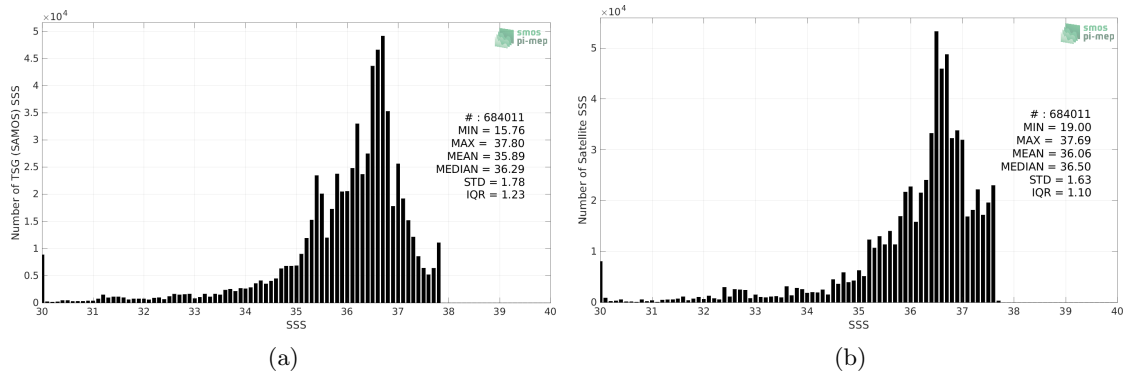 ×10⁴
5
4.5
4
3.5
3
2.5
2
1.5
1
0.5
0
Number of TSG (SAMOS) SSS
smos
pi-mep
# : 684011
MIN = 15.76
MAX = 37.80
MEAN = 35.89
MEDIAN = 36.29
STD = 1.78
IQR = 1.23
30 31 32 33 34 35 36 37 38 39 40
SSS
(a)
×10⁴
5
4
3
2
1
0
Number of Satellite SSS
smos
pi-mep
# : 684011
MIN = 19.00
MAX = 37.69
MEAN = 36.06
MEDIAN = 36.50
STD = 1.63
IQR = 1.10
30 31 32 33 34 35 36 37 38 39 40
SSS
(b)